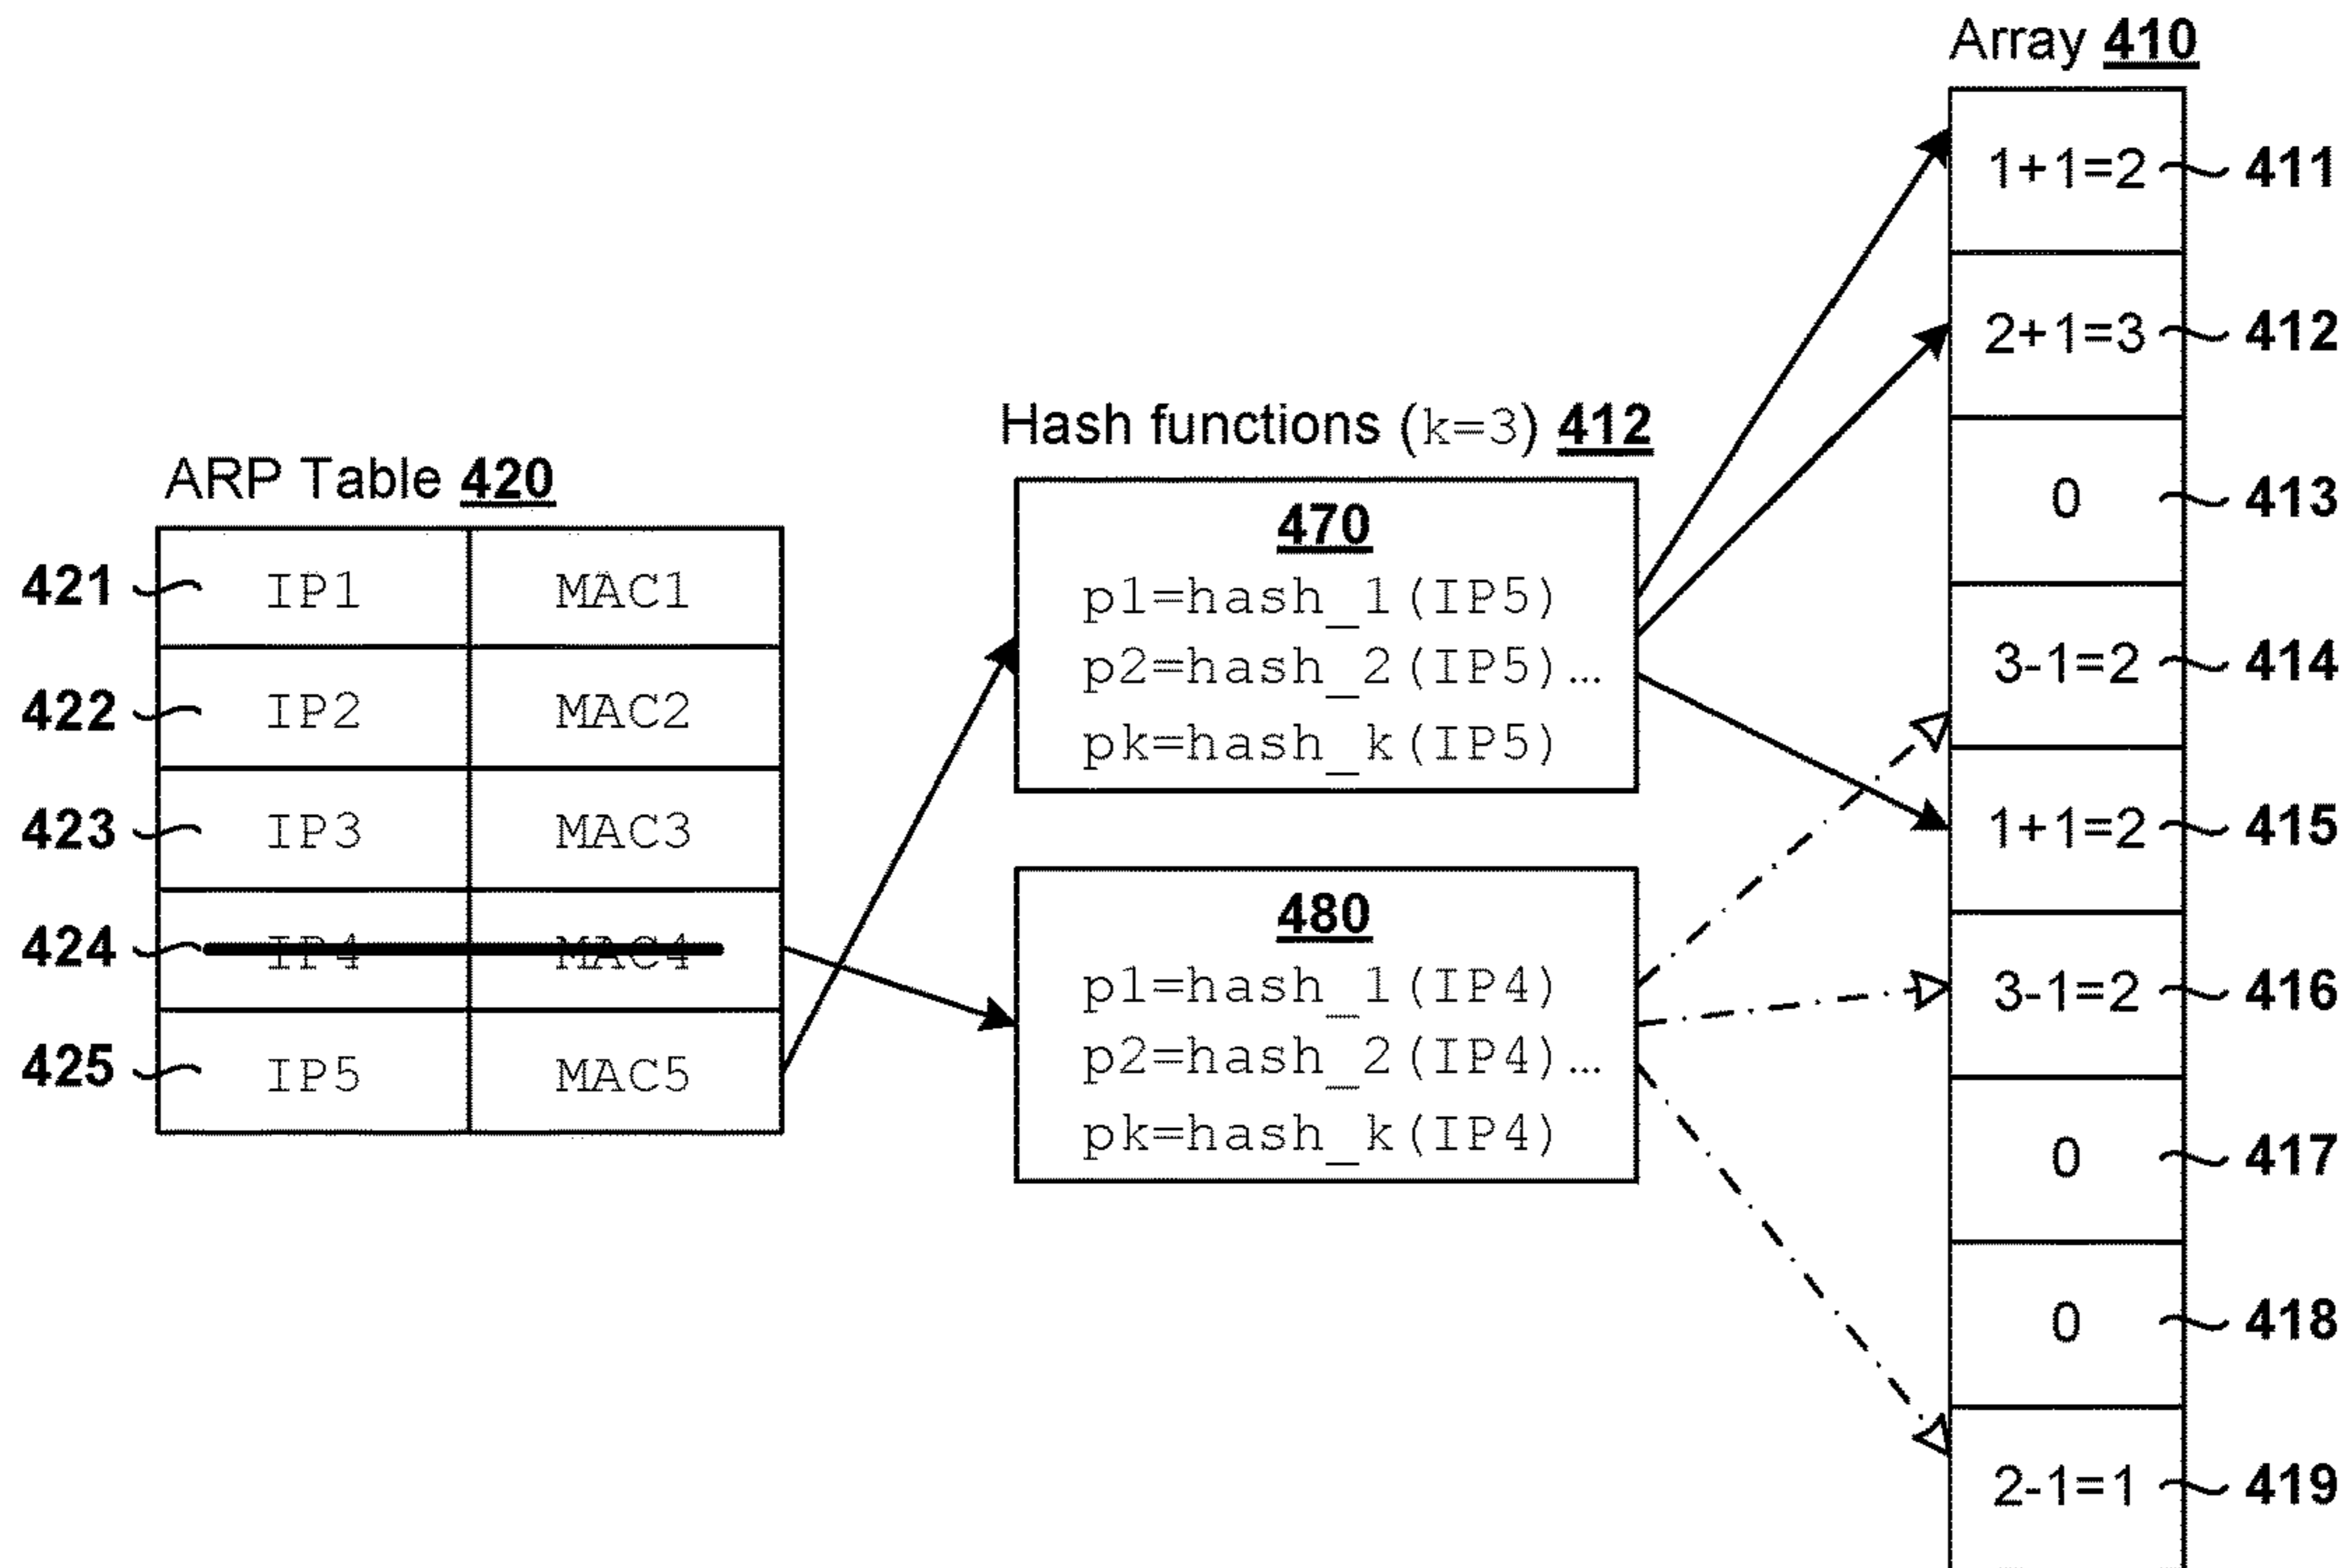 Array 410
1+1=2 411
2+1=3 412
0 413
3-1=2 414
1+1=2 415
3-1=2 416
0 417
0 418
2-1=1 419
Hash functions (k=3) 412
470
p1=hash_1(IP5)
p2=hash_2(IP5)...
pk=hash_k(IP5)
480
p1=hash_1(IP4)
p2=hash_2(IP4)...
pk=hash_k(IP4)
ARP Table 420
421 IP1 MAC1
422 IP2 MAC2
423 IP3 MAC3
424 IP4 MAC4
425 IP5 MAC5